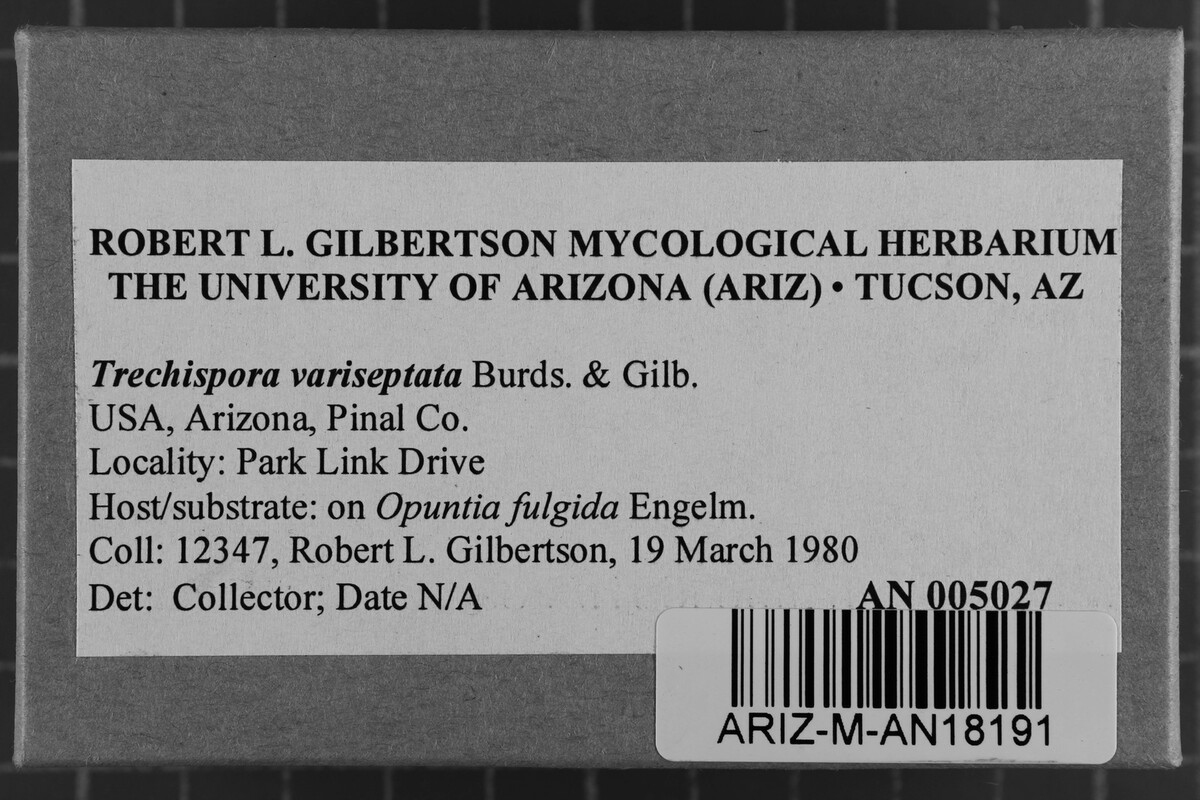 ROBERT L. GILBERTSON MYCOLOGICAL HERBARIUM
THE UNIVERSITY OF ARIZONA (ARIZ) • TUCSON, AZ
Trechispora variseptata Burds. & Gilb.
USA, Arizona, Pinal Co.
Locality: Park Link Drive
Host/substrate: on Opuntia fulgida Engelm.
Coll: 12347, Robert L. Gilbertson, 19 March 1980
Det: Collector; Date N/A
AN 005027
ARIZ-M-AN18191